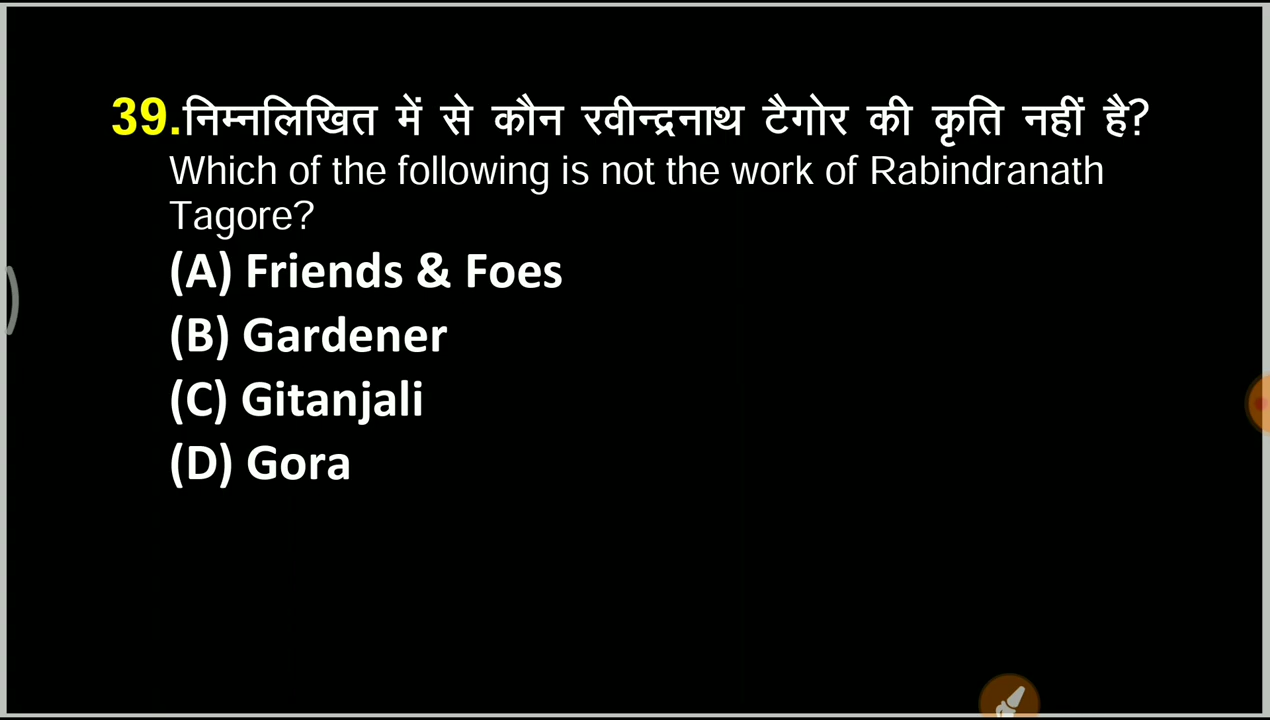 39.निम्नलिखित में से कौन रवीन्द्रनाथ टैगोर की कृति नहीं है?
Which of the following is not the work of Rabindranath
Tagore?
(A) Friends & Foes
(B) Gardener
(C) Gitanjali
(D) Gora